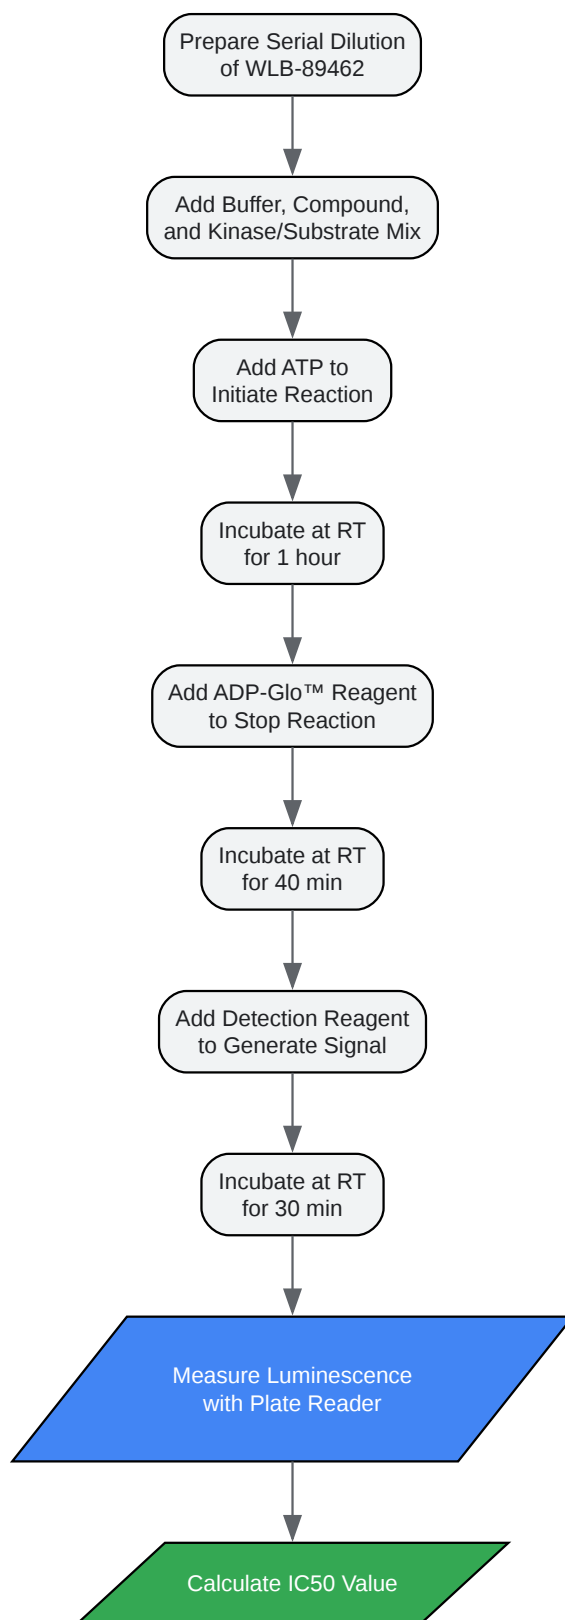 Prepare Serial Dilution
of WLB-89462
Add Buffer, Compound,
and Kinase/Substrate Mix
Add ATP to
Initiate Reaction
Incubate at RT
for 1 hour
Add ADP-Glo™ Reagent
to Stop Reaction
Incubate at RT
for 40 min
Add Detection Reagent
to Generate Signal
Incubate at RT
for 30 min
Measure Luminescence
with Plate Reader
Calculate IC50 Value